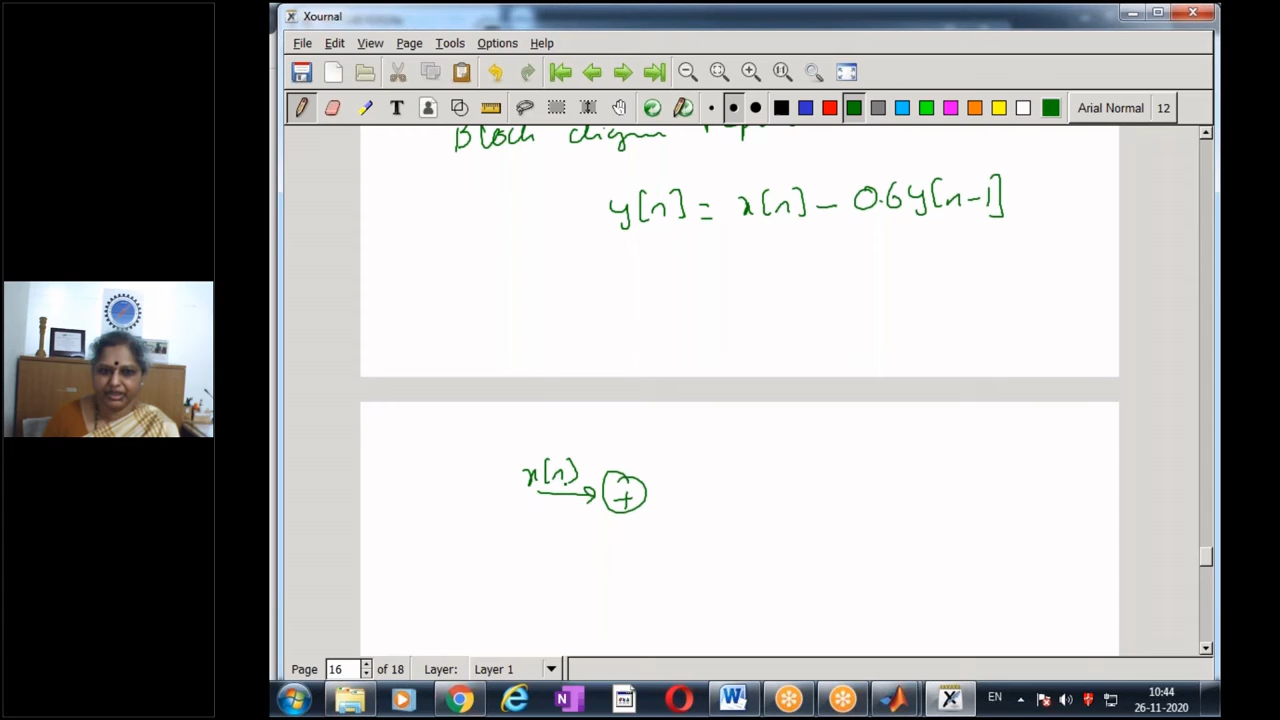 Xournal
File Edit View Page Tools Options Help
Arial Normal 12
Block
y[n] = x[n] - 0.6y[n-1]
x[n]
+
Page 16 of 18 Layer: Layer 1
EN
10:44
26-11-2020